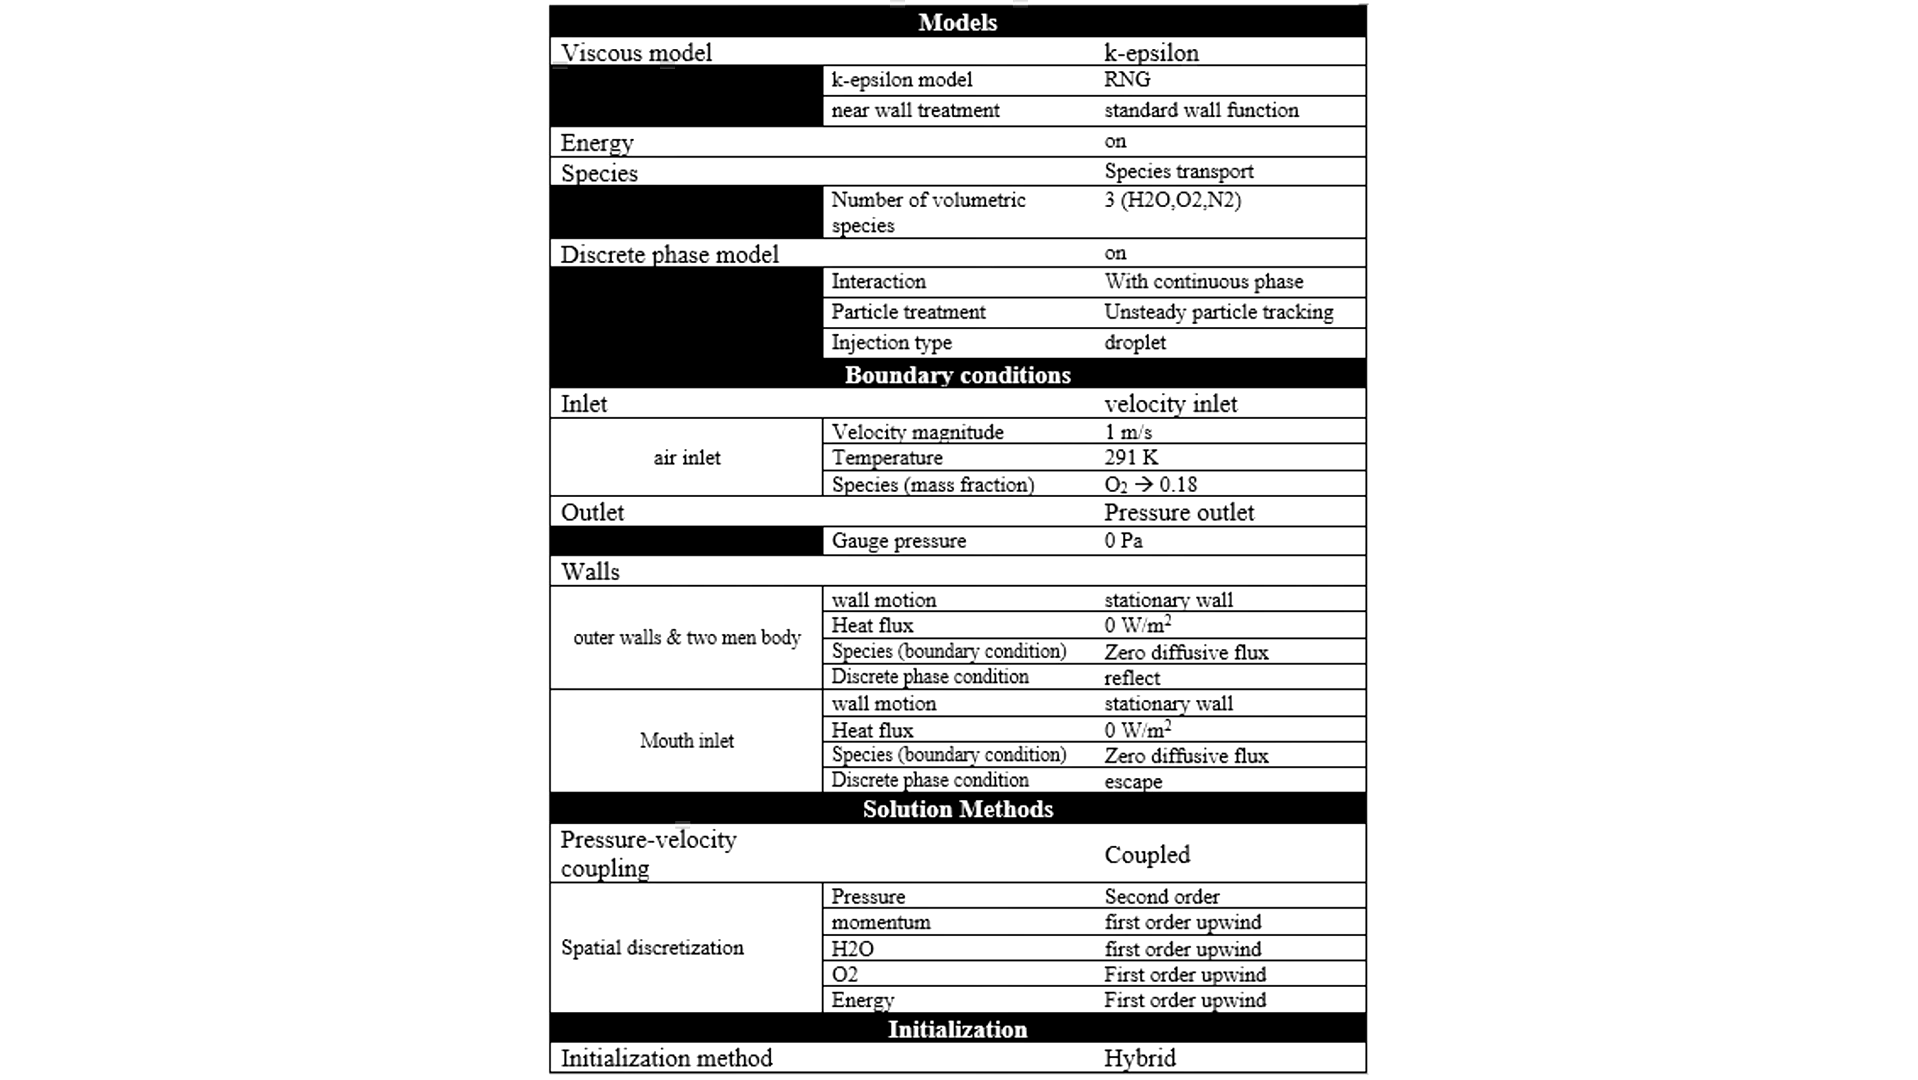 Models
Viscous model k-epsilon
k-epsilon model RNG
near wall treatment standard wall function
Energy on
Species Species transport
Number of volumetric species 3 (H2O,O2,N2)
Discrete phase model on
Interaction With continuous phase
Particle treatment Unsteady particle tracking
Injection type droplet
Boundary conditions
Inlet velocity inlet
air inlet
Velocity magnitude 1 m/s
Temperature 291 K
Species (mass fraction) O₂ → 0.18
Outlet Pressure outlet
Gauge pressure 0 Pa
Walls
outer walls & two men body
wall motion stationary wall
Heat flux 0 W/m²
Species (boundary condition) Zero diffusive flux
Discrete phase condition reflect
Mouth inlet
wall motion stationary wall
Heat flux 0 W/m²
Species (boundary condition) Zero diffusive flux
Discrete phase condition escape
Solution Methods
Pressure-velocity coupling Coupled
Spatial discretization
Pressure Second order
momentum first order upwind
H2O first order upwind
O2 First order upwind
Energy First order upwind
Initialization
Initialization method Hybrid